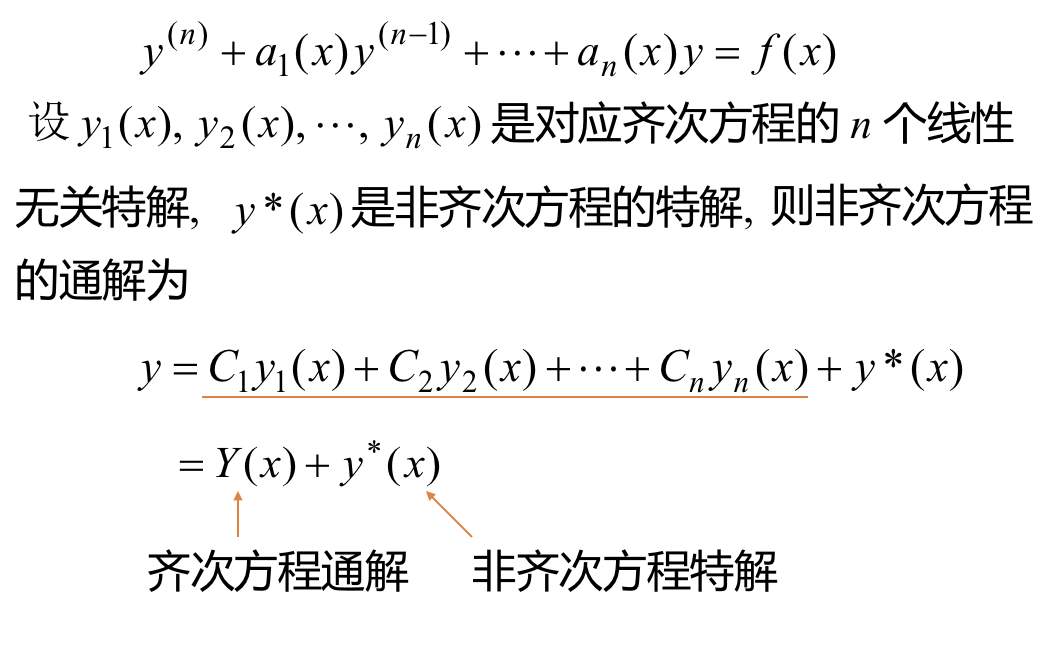 y^{(n)} + a_1(x)y^{(n-1)} + ⋯ + a_n(x)y = f(x)
设 y_1(x), y_2(x), ⋯, y_n(x) 是对应齐次方程的 n 个线性
无关特解, y*(x) 是非齐次方程的特解, 则非齐次方程
的通解为
y = C_1y_1(x) + C_2y_2(x) + ⋯ + C_ny_n(x) + y*(x)
= Y(x) + y^*(x)
齐次方程通解 非齐次方程特解